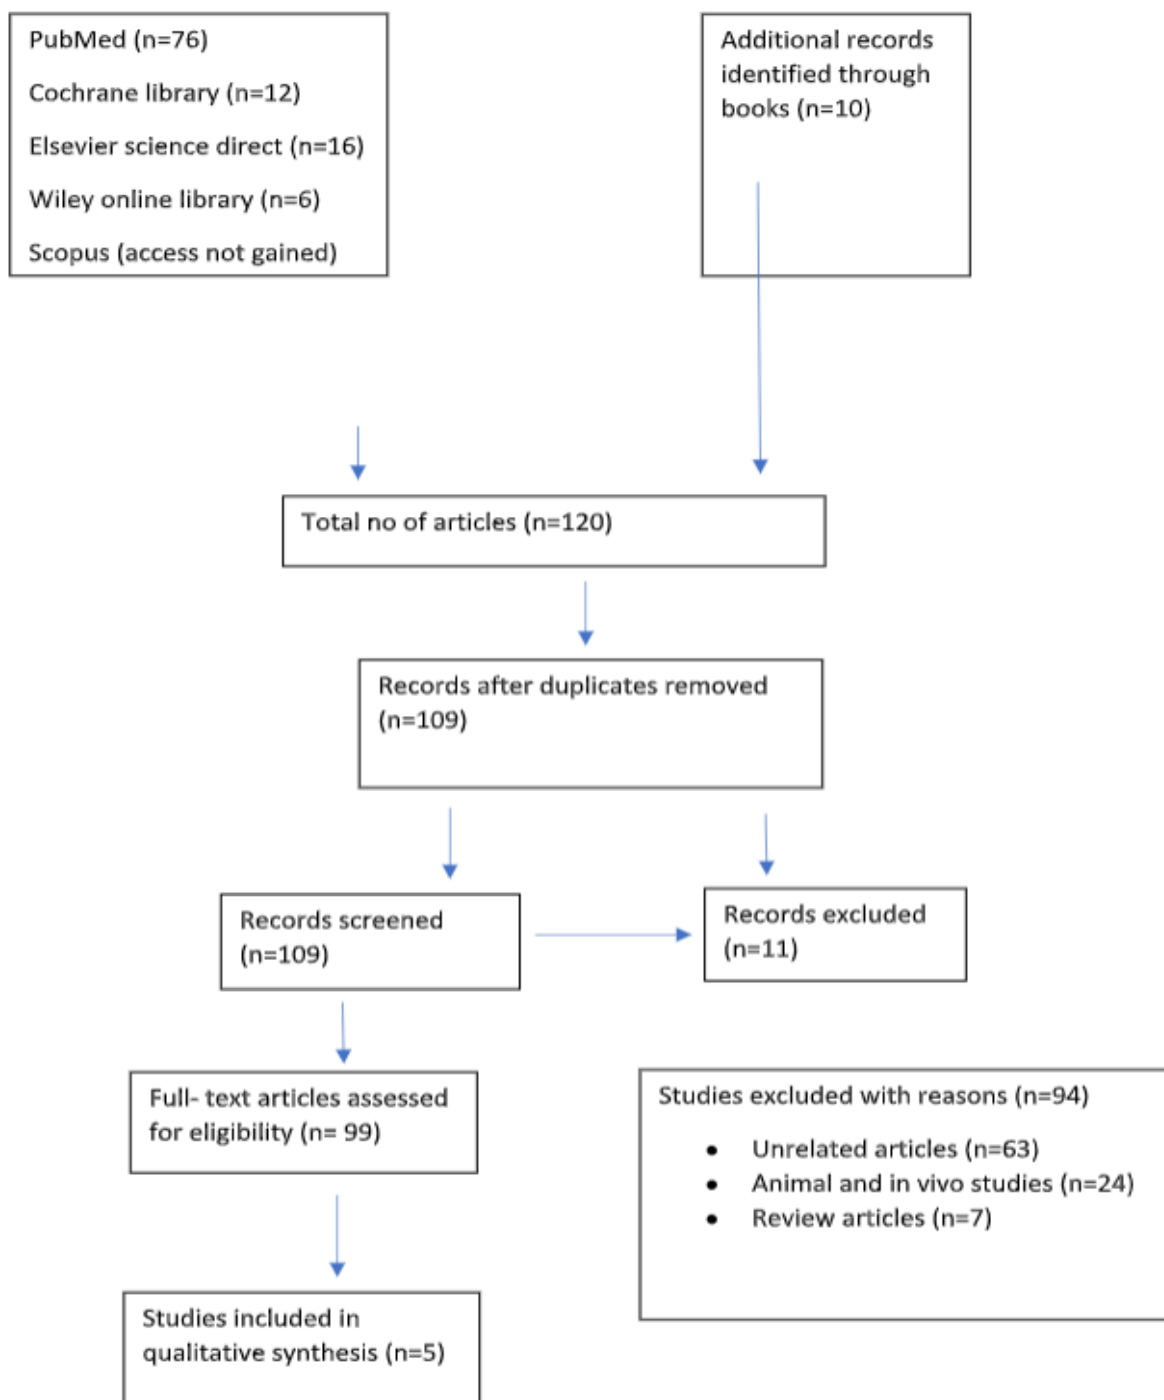 PubMed (n=76)
Cochrane library (n=12)
Elsevier science direct (n=16)
Wiley online library (n=6)
Scopus (access not gained)
Additional records
identified through
books (n=10)
Total no of articles (n=120)
Records after duplicates removed
(n=109)
Records screened
(n=109)
Records excluded
(n=11)
Full- text articles assessed
for eligibility (n= 99)
Studies excluded with reasons (n=94)
• Unrelated articles (n=63)
• Animal and in vivo studies (n=24)
• Review articles (n=7)
Studies included in
qualitative synthesis (n=5)